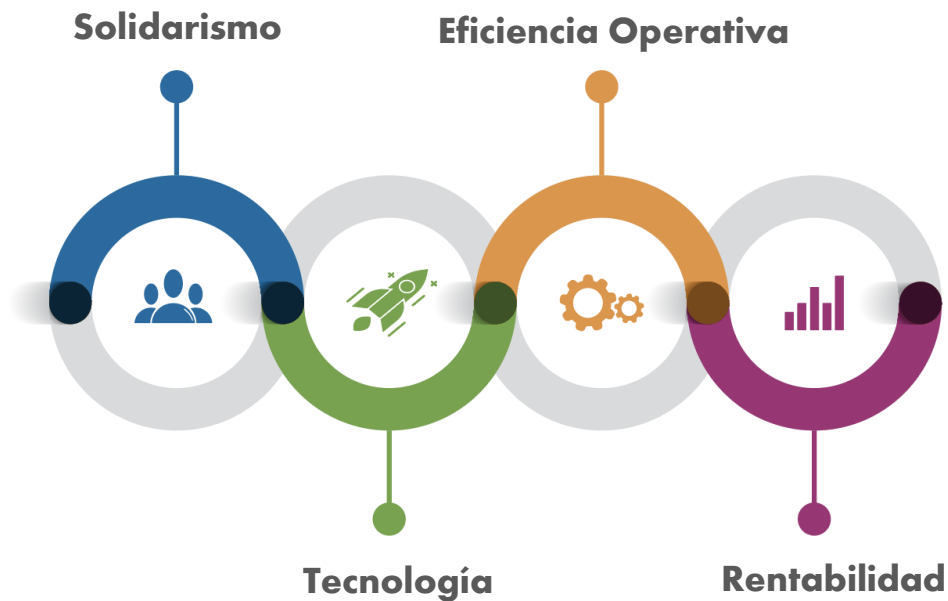 Solidarismo
Eficiencia Operativa
Tecnología
Rentabilidad